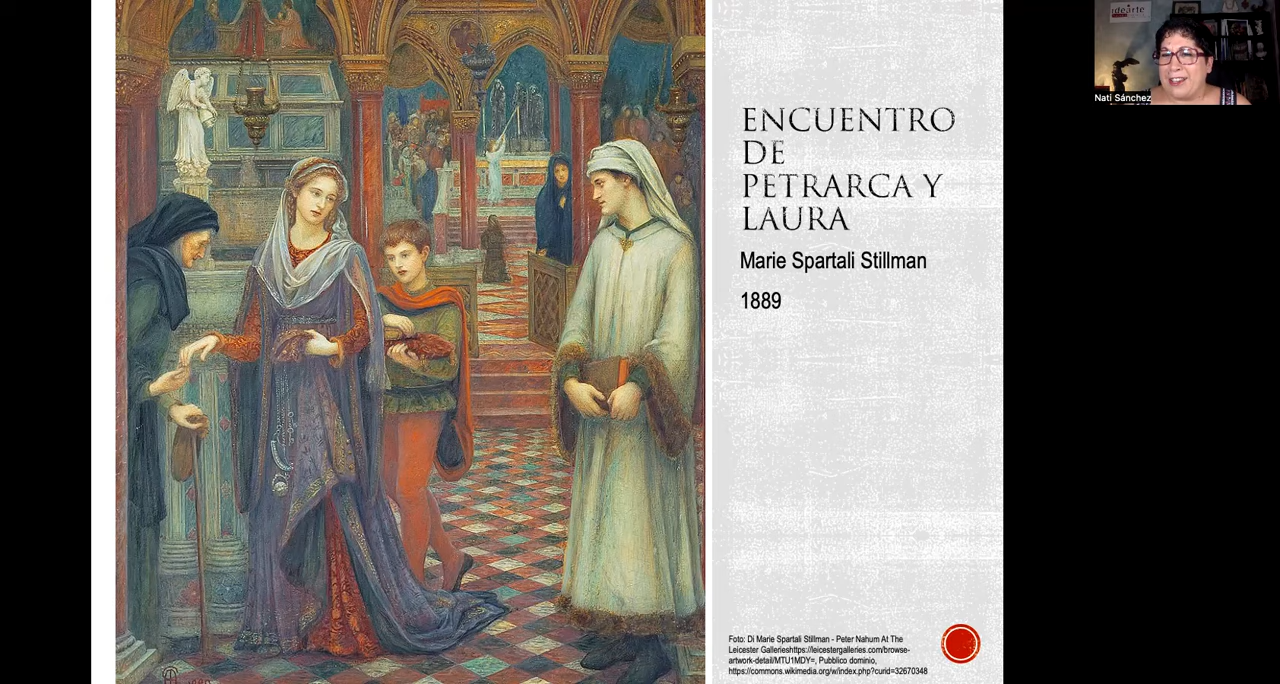 ENCUENTRO
DE
PETRARCA Y
LAURA
Marie Spartali Stillman
1889
Foto: Di Marie Spartali Stillman - Peter Nahum At The
Leicester Gallerieshttps://leicestergalleries.com/browse-
artwork-detail/MTU1MDY=, Pubblico dominio,
https://commons.wikimedia.org/w/index.php?curid=32670348
idearte
Nati Sánchez